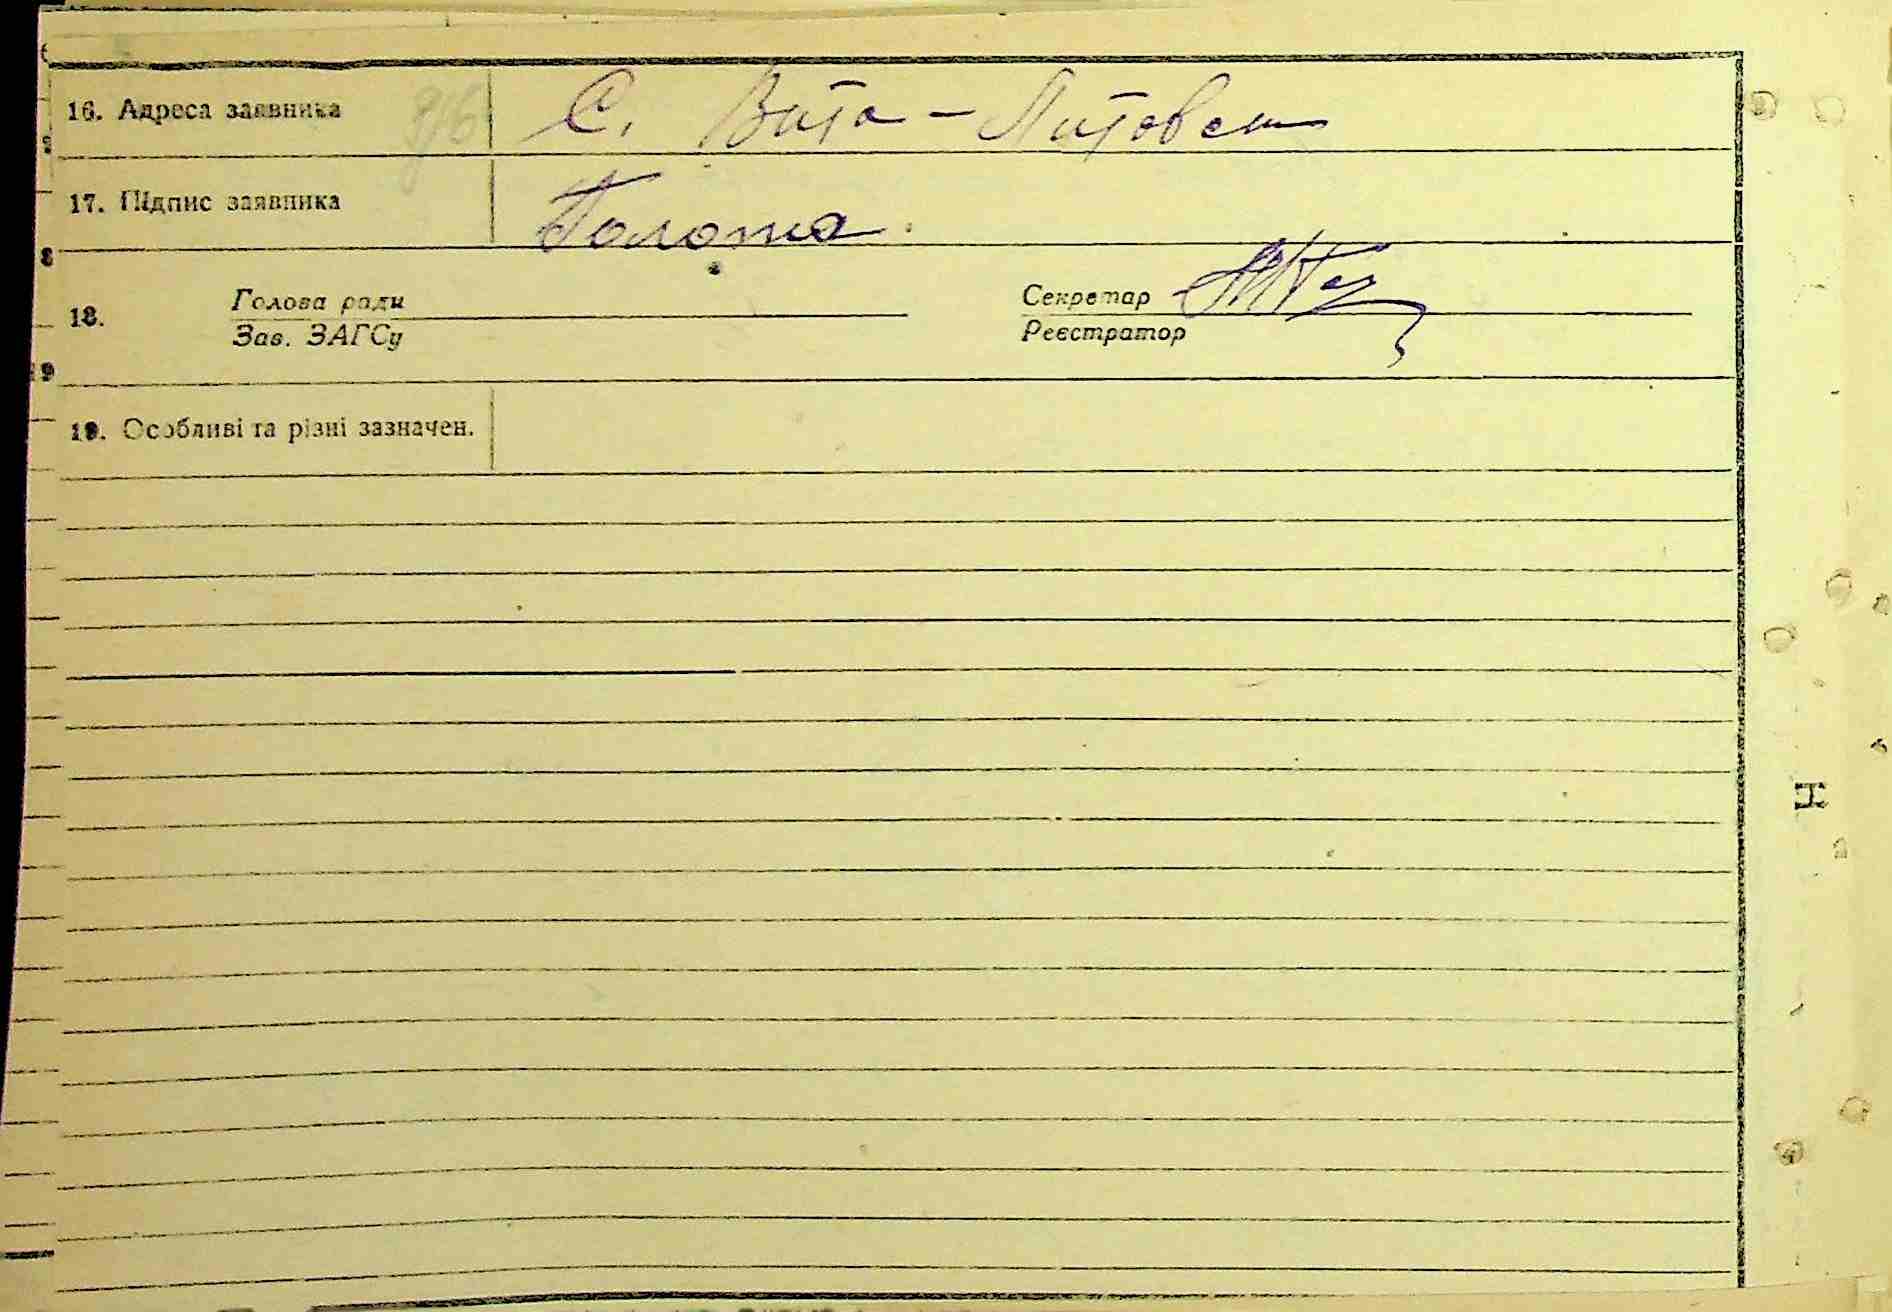 16. Адреса заявника С. Вита-Литовськ
17. Підпис заявника
18. Голова ради Секретар
Зав. ЗАГСу Реєстратор
19. Особливі та різні зазначен.
Н